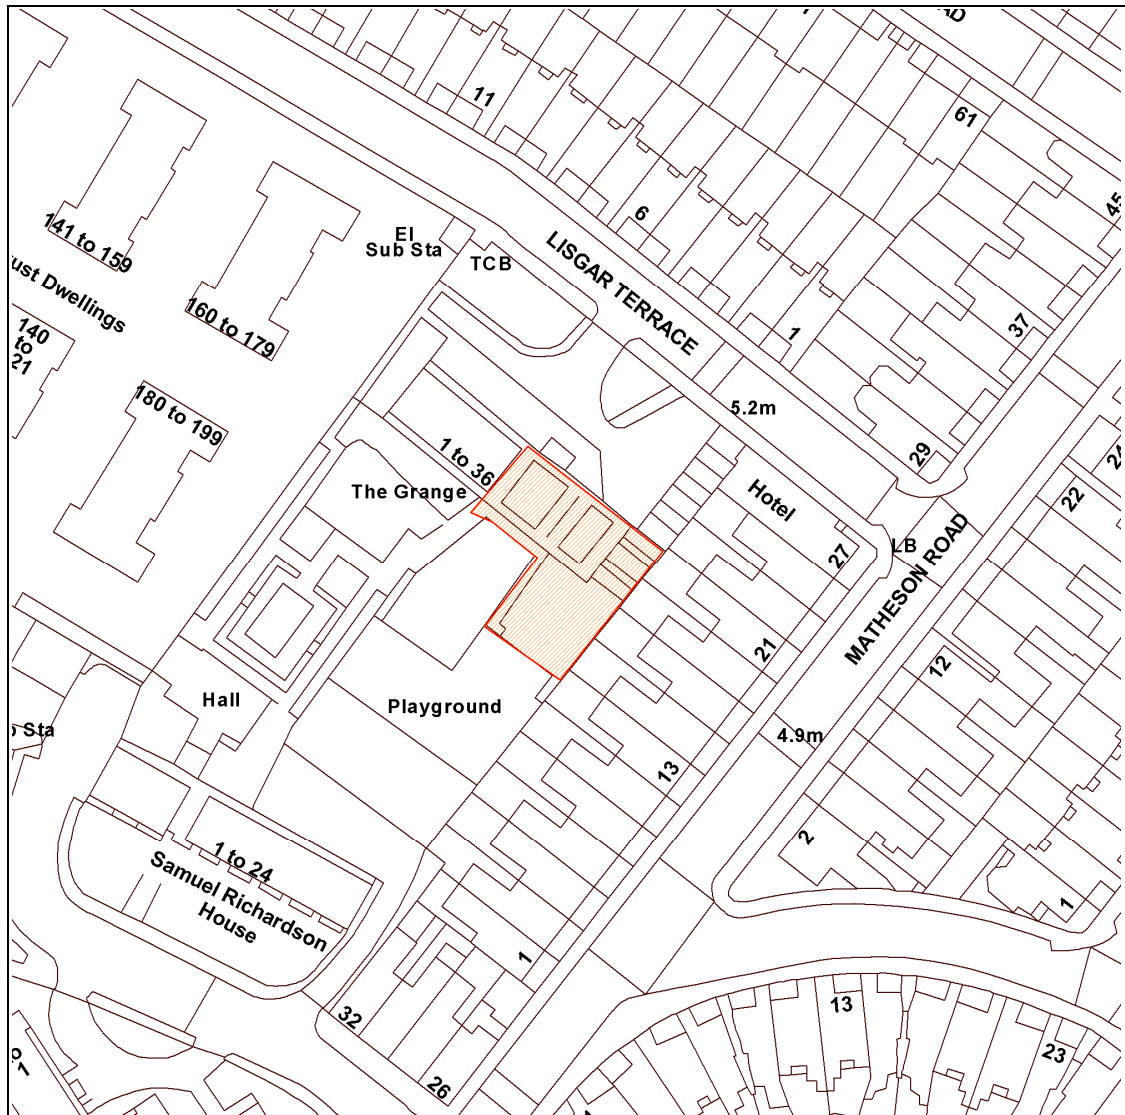 11
61
45
6
El
Sub Sta
TCB
141 to 159
LISGAR TERRACE
ust Dwellings
160 to 179
140
to
21
1
37
180 to 199
5.2m
29
24
1 to 36
The Grange
Hotel
22
27
LB
MATHESON ROAD
21
12
Hall
Playground
Sta
4.9m
13
2
1 to 24
Samuel Richardson
House
1
1
32
13
23
26
1